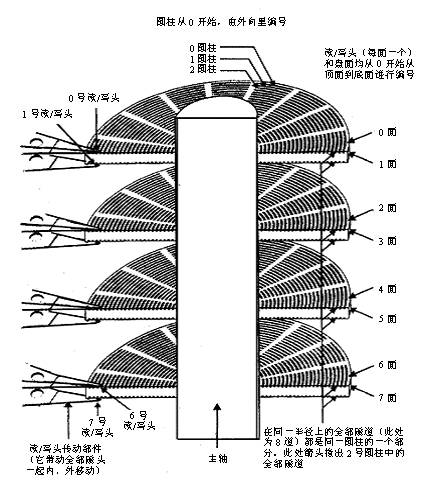 圆柱从0开始，由外向里编号
0圆柱
1圆柱
2圆柱
读/写头（每面一个）
和盘面均从0开始从
顶面到底面进行编号
0号读/写头
1号读/写头
0面
1面
2面
3面
4面
5面
6面
7面
6号
读/写头
7号
读/写头
读/写头传动部件
（它带动全部磁头
一起内、外移动）
主轴
在同一半径上的全部磁道（此处
为8道）都是同一圆柱的一个部
分。此处箭头指出2号圆柱中的
全部磁道